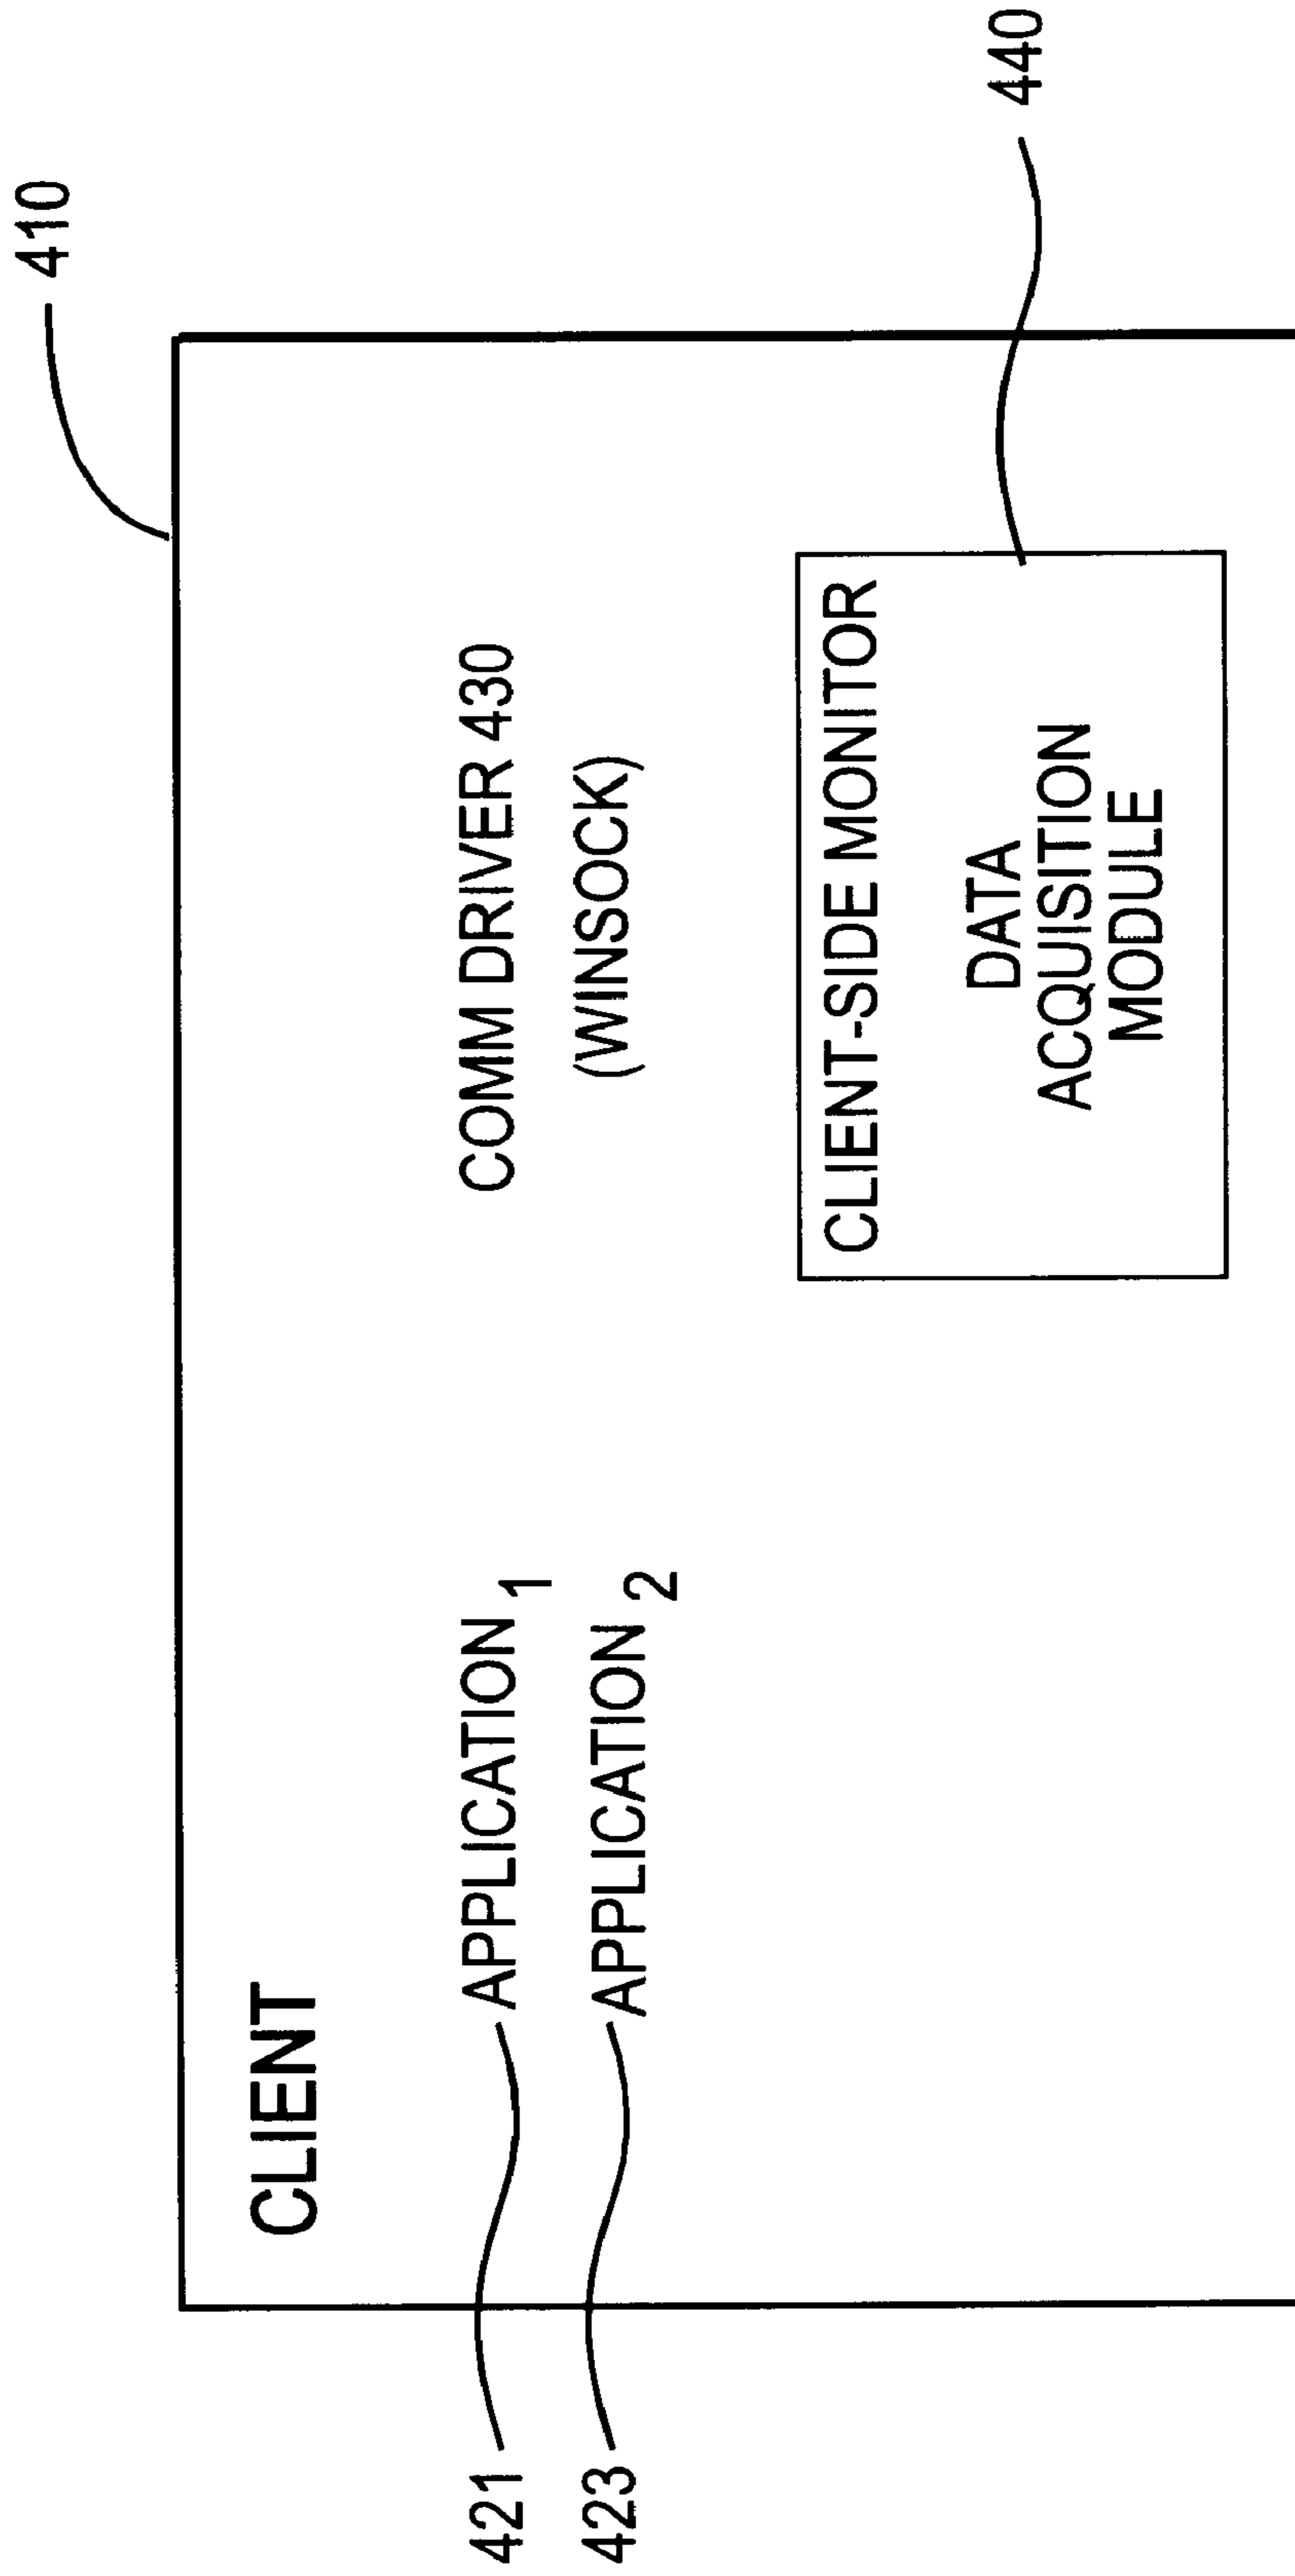 410
CLIENT
421
APPLICATION 1
COMM DRIVER 430
423
APPLICATION 2
(WINSOCK)
CLIENT-SIDE MONITOR
DATA
ACQUISITION
MODULE
440